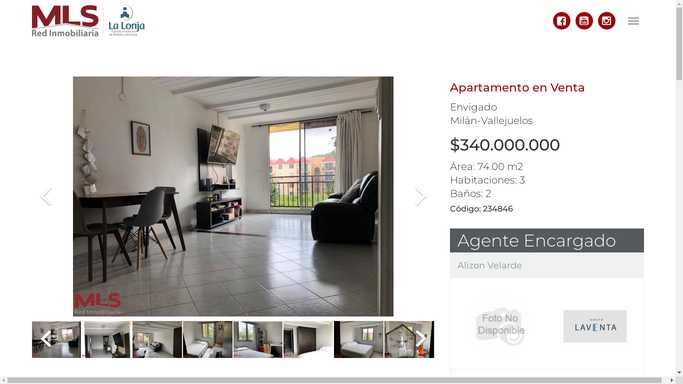 MLS
Red Inmobiliaria
La Lonja
Apartamento en Venta
Envigado
Milán-Vallejuelos
$340.000.000
Área: 74.00 m2
Habitaciones: 3
Baños: 2
Código: 234846
MLS
Red Inmobiliaria
Agente Encargado
Alizon Velarde
Foto No
Disponible
LAVENTA